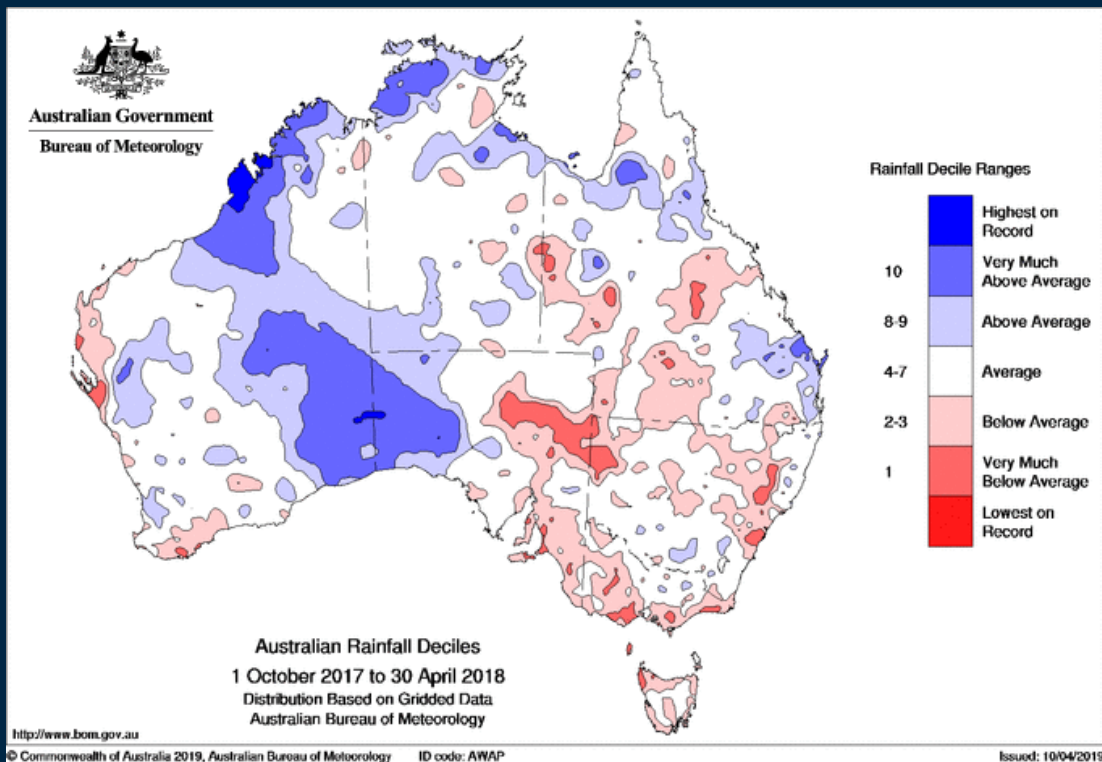 Australian Government
Bureau of Meteorology
Rainfall Decile Ranges
Highest on
Record
10
Very Much
Above Average
8-9
Above Average
4-7
Average
2-3
Below Average
1
Very Much
Below Average
Lowest on
Record
Australian Rainfall Deciles
1 October 2017 to 30 April 2018
Distribution Based on Gridded Data
Australian Bureau of Meteorology
http://www.bom.gov.au
© Commonwealth of Australia 2019, Australian Bureau of Meteorology ID code: AWAP Issued: 10/04/2019